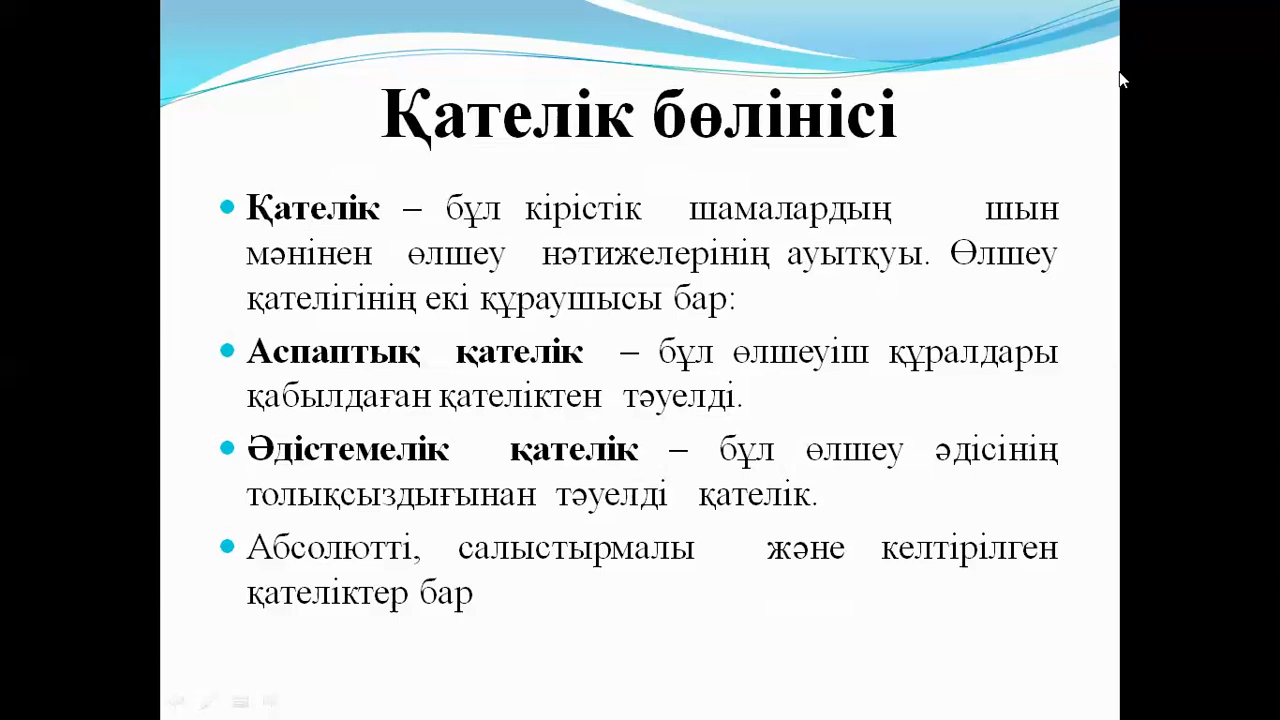 Қателік бөлінісі
Қателік – бұл кірістік шамалардың шын
мәнінен өлшеу нәтижелерінің ауытқуы. Өлшеу
қателігінің екі құраушысы бар:
Аспаптық қателік – бұл өлшеуіш құралдары
қабылдаған қателіктен тәуелді.
Әдістемелік қателік – бұл өлшеу әдісінің
толықсыздығынан тәуелді қателік.
Абсолютті, салыстырмалы және келтірілген
қателіктер бар